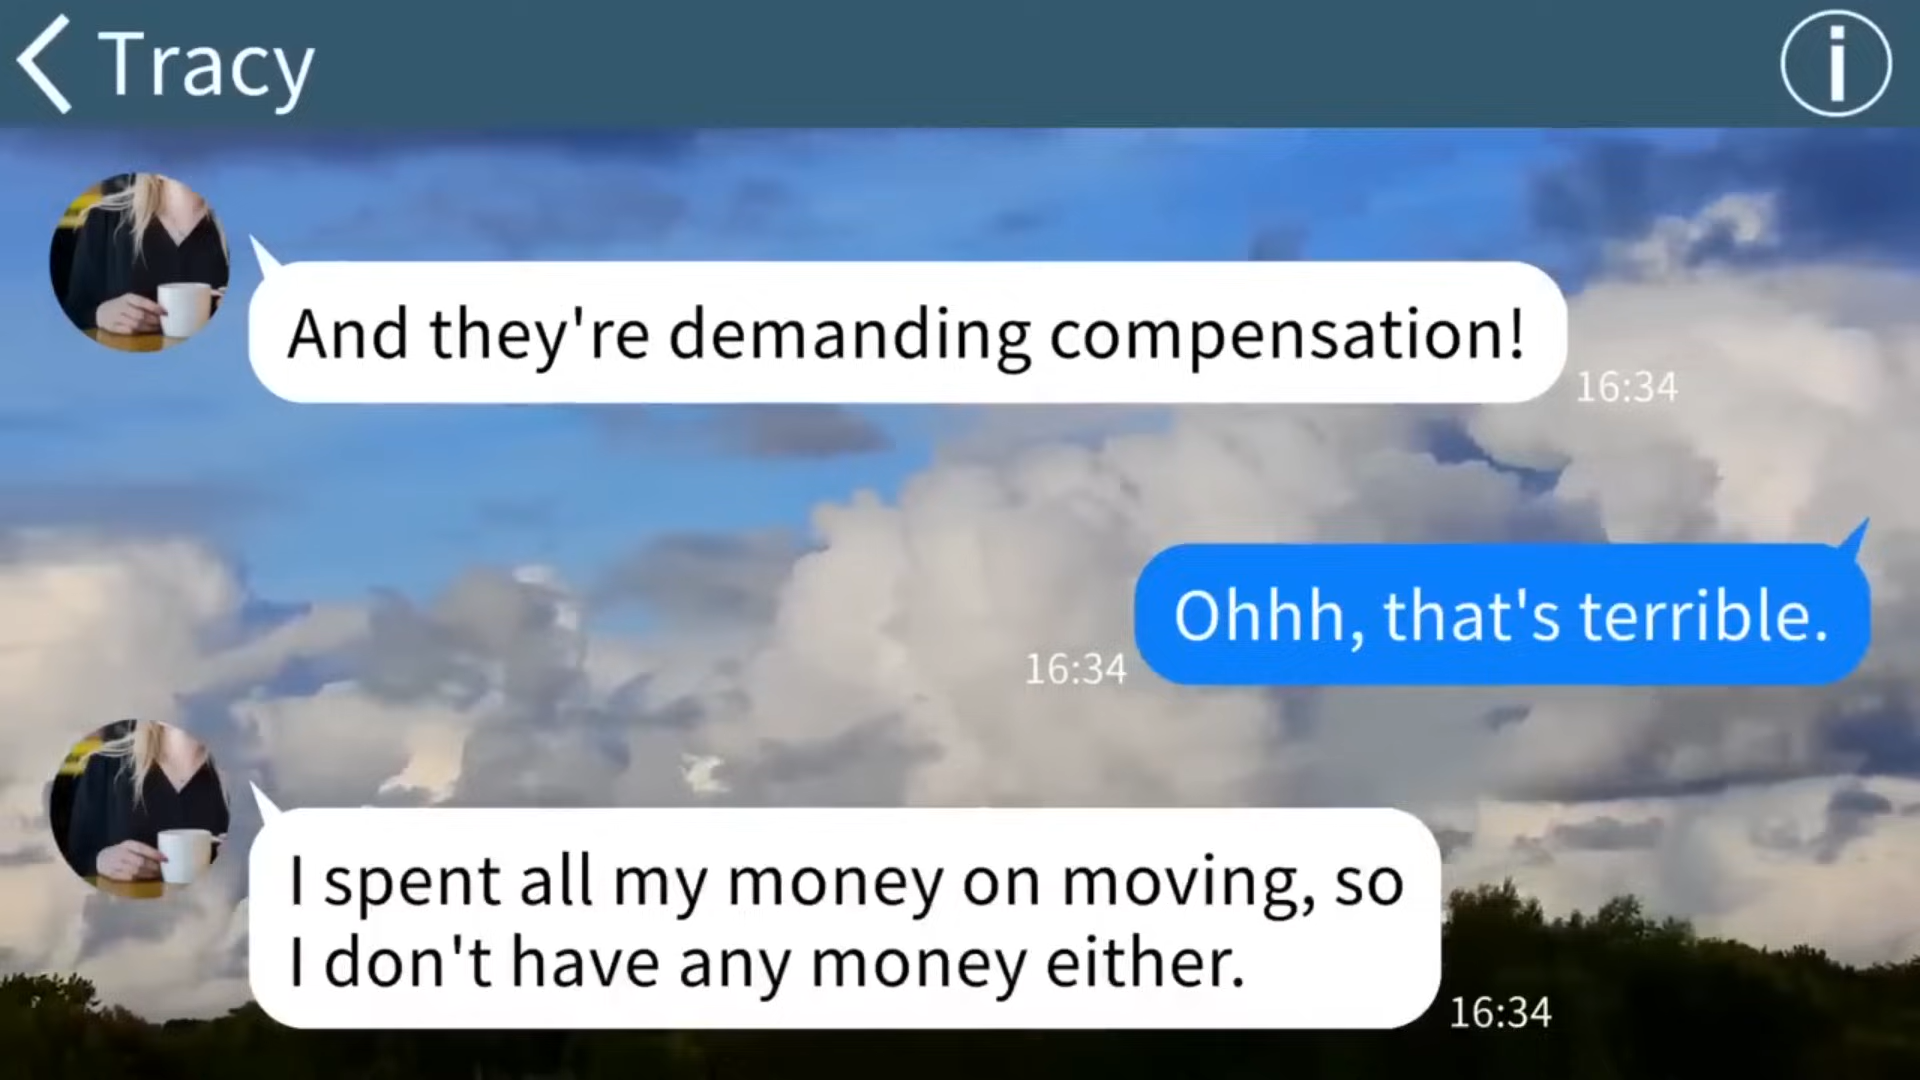 Tracy
And they're demanding compensation!
16:34
Ohhh, that's terrible.
16:34
I spent all my money on moving, so
I don't have any money either.
16:34